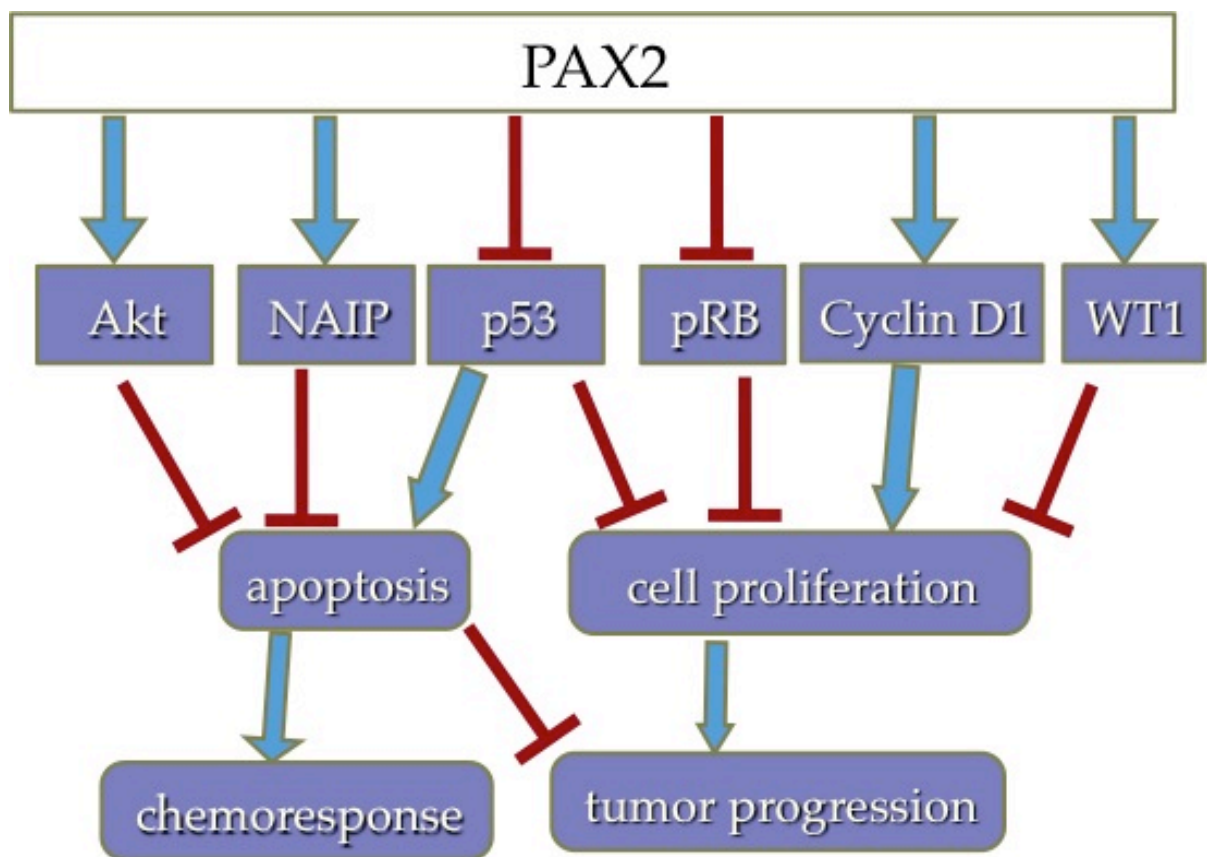 PAX2
Akt
NAIP
p53
pRB
Cyclin D1
WT1
apoptosis
cell proliferation
chemoresponse
tumor progression